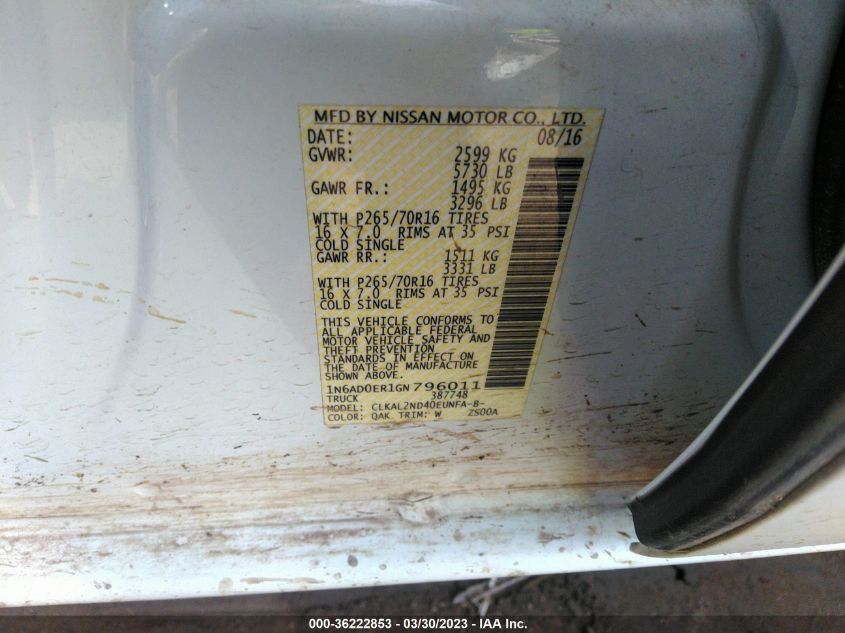 MFD BY NISSAN MOTOR CO., LTD.
DATE: 08/16
GVWR: 2599 KG
5730 LB
GAWR FR.: 1495 KG
3296 LB
WITH P265/70R16 TIRES
16 X 7.0 RIMS AT 35 PSI
COLD SINGLE
GAWR RR.: 1511 KG
3331 LB
WITH P265/70R16 TIRES
16 X 7.0 RIMS AT 35 PSI
COLD SINGLE
THIS VEHICLE CONFORMS TO
ALL APPLICABLE FEDERAL
MOTOR VEHICLE SAFETY AND
THEFT PREVENTION
STANDARDS IN EFFECT ON
THE DATE OF MANUFACTURE
SHOWN ABOVE.
1N6AD0ER1GN 796011
TRUCK 387748
MODEL: CLKAL2ND40EUNFA-B-
COLOR: QAK TRIM: W ZS00A
000-36222853 / 03/30/2023 - IAA Inc.